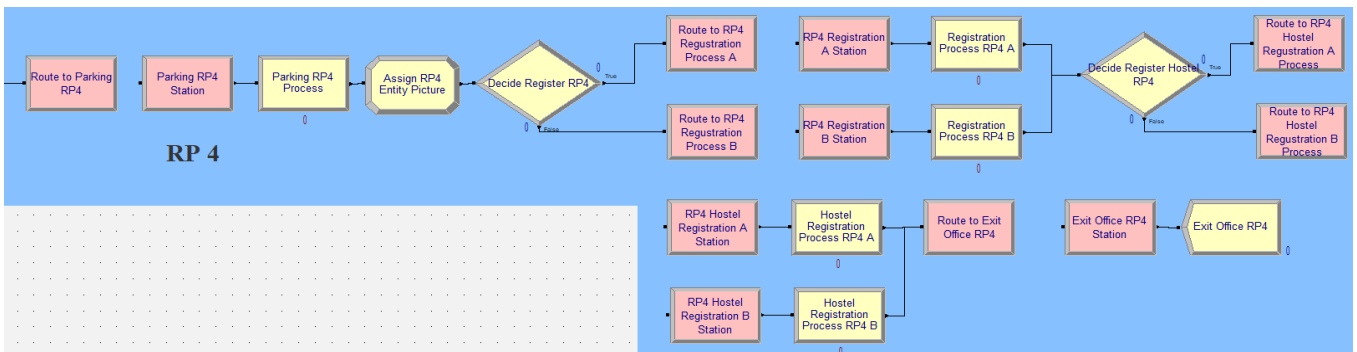 Route to Parking
RP4
Parking RP4
Station
Parking RP4
Process
0
Assign RP4
Entity Picture
Decide Register RP4
0
True
0
False
Route to RP4
Regustration
Process A
Route to RP4
Regustration
Process B
RP4 Registration
A Station
Registration
Process RP4 A
0
RP4 Registration
B Station
Registration
Process RP4 B
0
Decide Register Hostel
RP4
0
True
0
False
Route to RP4
Hostel
Regustration A
Process
Route to RP4
Hostel
Regustration B
Process
RP 4
RP4 Hostel
Registration A
Station
Hostel
Registration
Process RP4 A
0
Route to Exit
Office RP4
Exit Office RP4
Station
Exit Office RP4
0
RP4 Hostel
Registration B
Station
Hostel
Registration
Process RP4 B
0